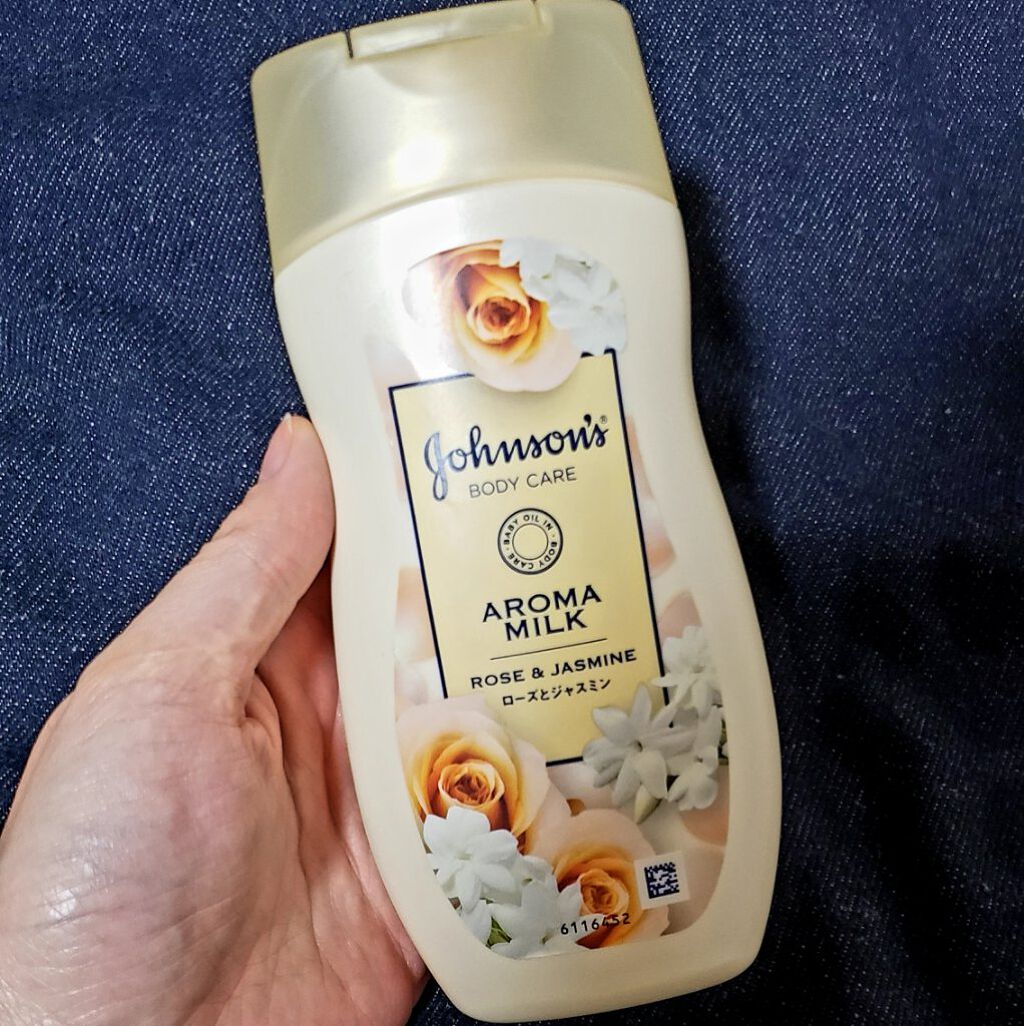 Johnson's®
BODY CARE
BABY OIL IN · BODY CARE ·
AROMA
MILK
ROSE & JASMINE
ローズとジャスミン
6116452